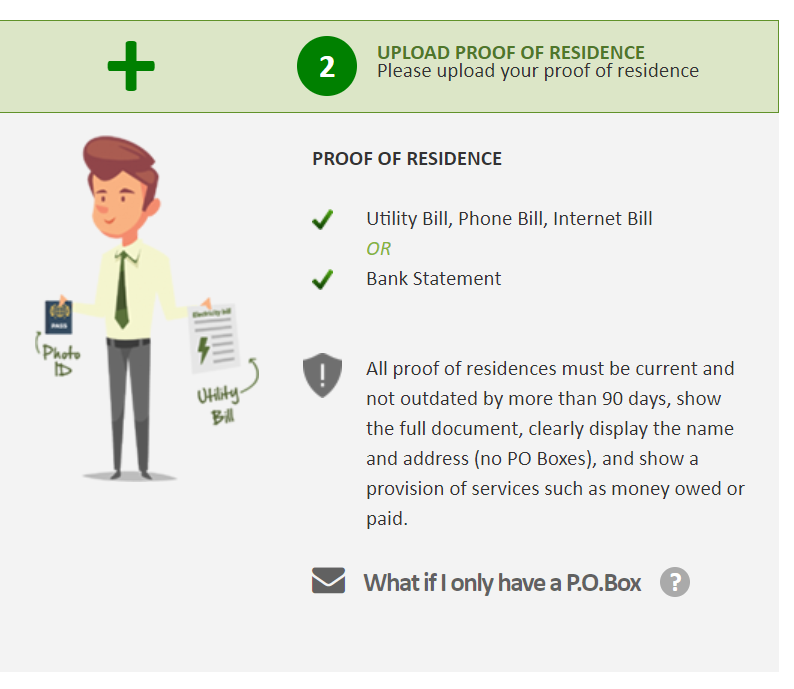 2
UPLOAD PROOF OF RESIDENCE
Please upload your proof of residence
PROOF OF RESIDENCE
Utility Bill, Phone Bill, Internet Bill
OR
Bank Statement
PASS
Photo
ID
Electricity bill
Utility
Bill
!
All proof of residences must be current and
not outdated by more than 90 days, show
the full document, clearly display the name
and address (no PO Boxes), and show a
provision of services such as money owed or
paid.
What if I only have a P.O.Box ?